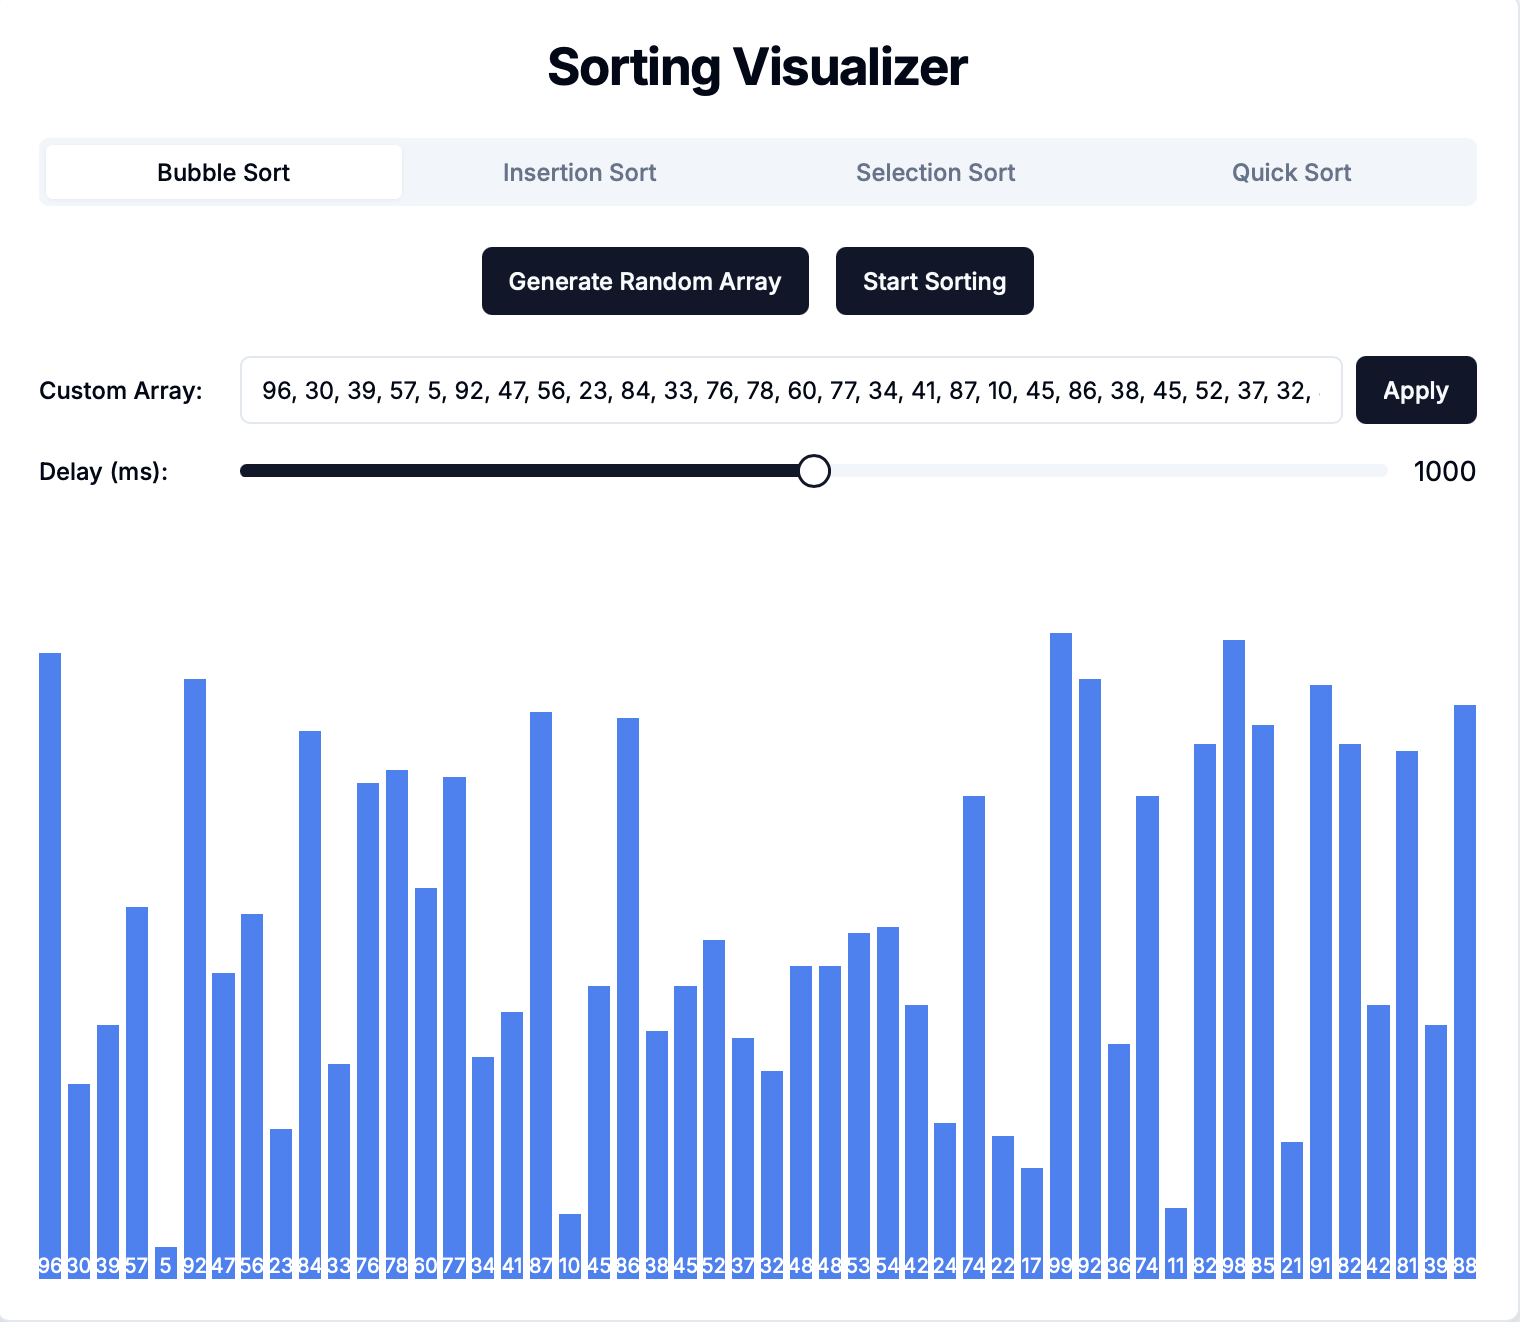 Sorting Visualizer
Bubble Sort Insertion Sort Selection Sort Quick Sort
Generate Random Array Start Sorting
Custom Array: 96, 30, 39, 57, 5, 92, 47, 56, 23, 84, 33, 76, 78, 60, 77, 34, 41, 87, 10, 45, 86, 38, 45, 52, 37, 32, Apply
Delay (ms): 1000
96 30 39 57 5 92 47 56 23 84 33 76 78 60 77 34 41 87 10 45 86 38 45 52 37 32 48 48 53 54 42 24 74 22 17 99 92 36 74 11 82 98 85 21 91 82 42 81 39 88